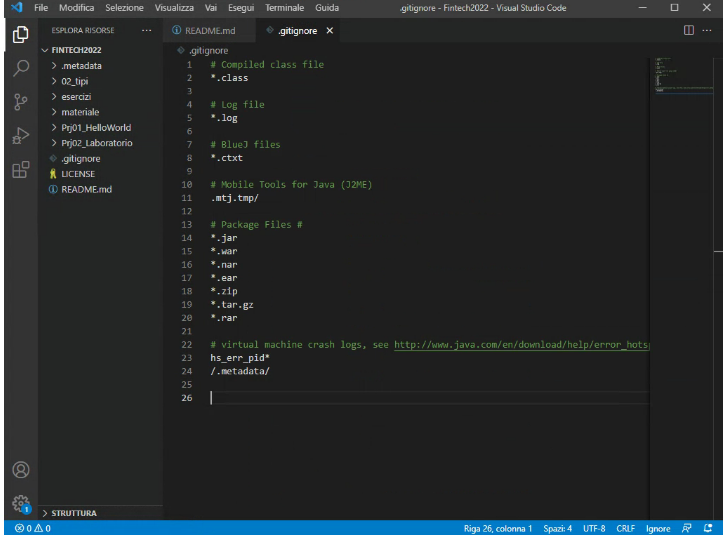 File Modifica Selezione Visualizza Vai Esegui Terminale Guida .gitignore - Fintech2022 - Visual Studio Code
ESPLORA RISORSE
README.md .gitignore
FINTECH2022
.metadata
02_tipi
esercizi
materiale
Prj01_HelloWorld
Prj02_Laboratorio
.gitignore
LICENSE
README.md
STRUTTURA
.gitignore
1 # Compiled class file
2 *.class
3
4 # Log file
5 *.log
6
7 # BlueJ files
8 *.ctxt
9
10 # Mobile Tools for Java (J2ME)
11 .mtj.tmp/
12
13 # Package Files #
14 *.jar
15 *.war
16 *.nar
17 *.ear
18 *.zip
19 *.tar.gz
20 *.rar
21
22 # virtual machine crash logs, see http://www.java.com/en/download/help/error_hots
23 hs_err_pid*
24 /.metadata/
25
26
1
0 0 Riga 26, colonna 1 Spazi: 4 UTF-8 CRLF Ignore